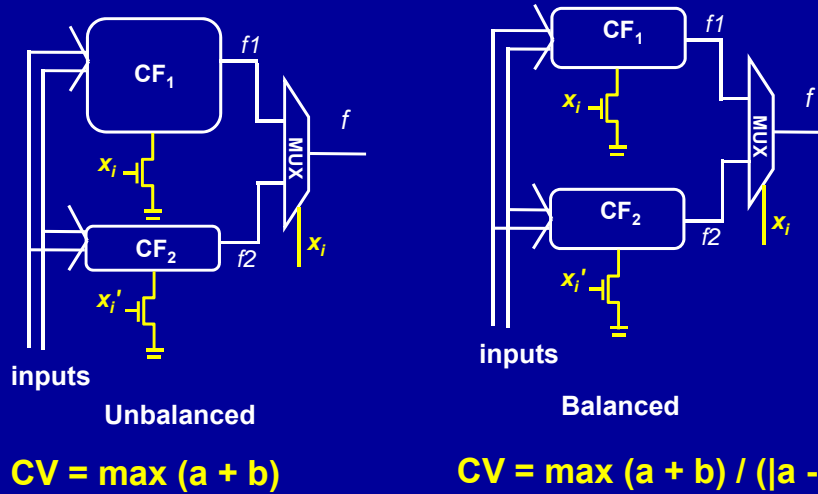 f1
CF₁
xᵢ
MUX
f
CF₂
f2
xᵢ
xᵢ'
inputs
Unbalanced
CV = max (a + b)
f1
CF₁
xᵢ
MUX
f
CF₂
f2
xᵢ
xᵢ'
inputs
Balanced
CV = max (a + b) / (|a -